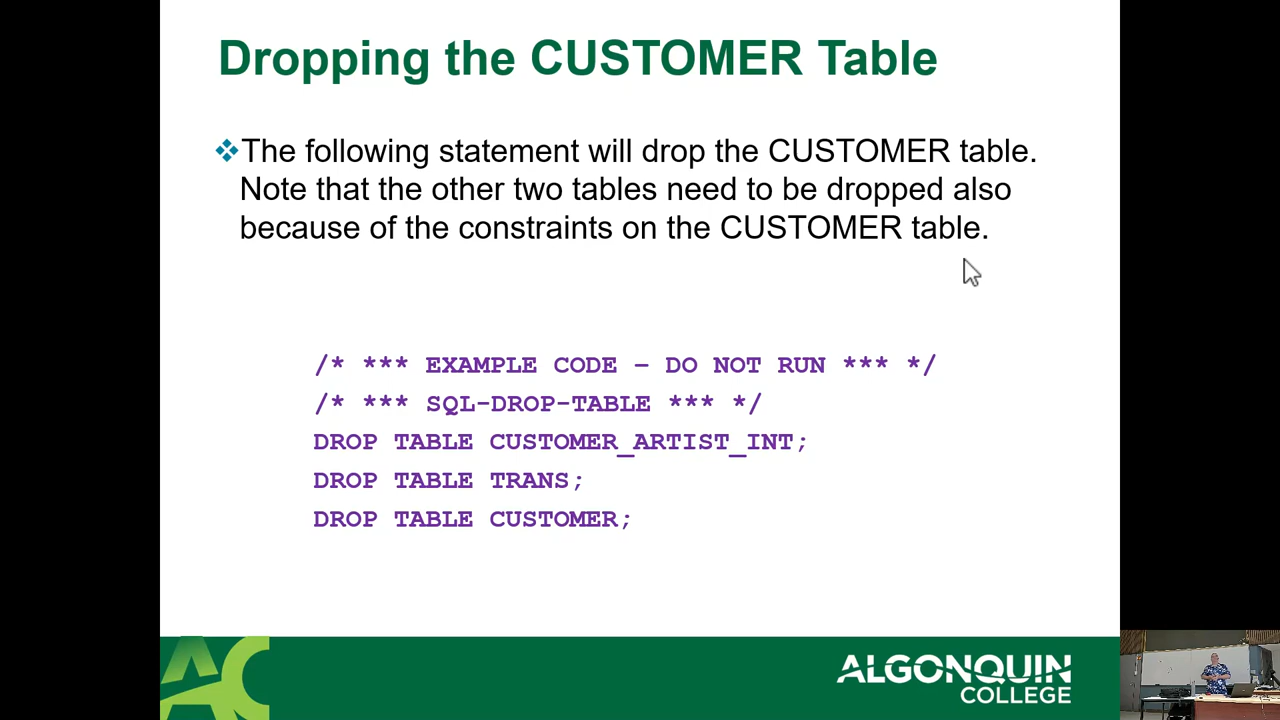 Dropping the CUSTOMER Table
The following statement will drop the CUSTOMER table.
Note that the other two tables need to be dropped also
because of the constraints on the CUSTOMER table.
/* *** EXAMPLE CODE – DO NOT RUN *** */
/* *** SQL-DROP-TABLE *** */
DROP TABLE CUSTOMER_ARTIST_INT;
DROP TABLE TRANS;
DROP TABLE CUSTOMER;
AC
ALGONQUIN
COLLEGE